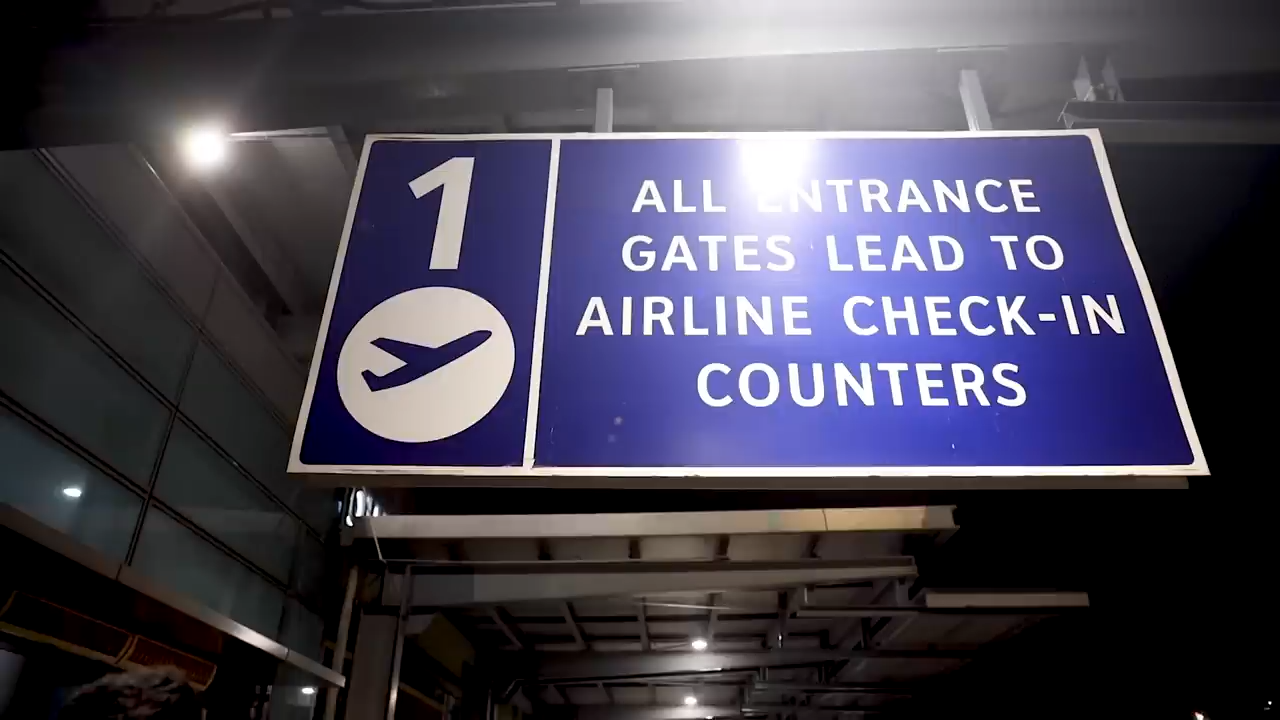 1
ALL ENTRANCE
GATES LEAD TO
AIRLINE CHECK-IN
COUNTERS